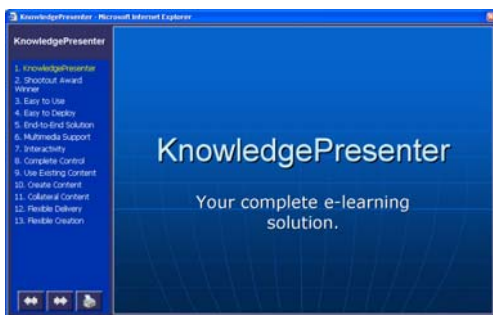 KnowledgePresenter - Microsoft Internet Explorer
KnowledgePresenter
1. KnowledgePresenter
2. Shootout Award
Winner
3. Easy to Use
4. Easy to Deploy
5. End-to-End Solution
6. Multimedia Support
7. Interactivity
8. Complete Control
9. Use Existing Content
10. Create Content
11. Collateral Content
12. Flexible Delivery
13. Flexible Creation
KnowledgePresenter
Your complete e-learning
solution.